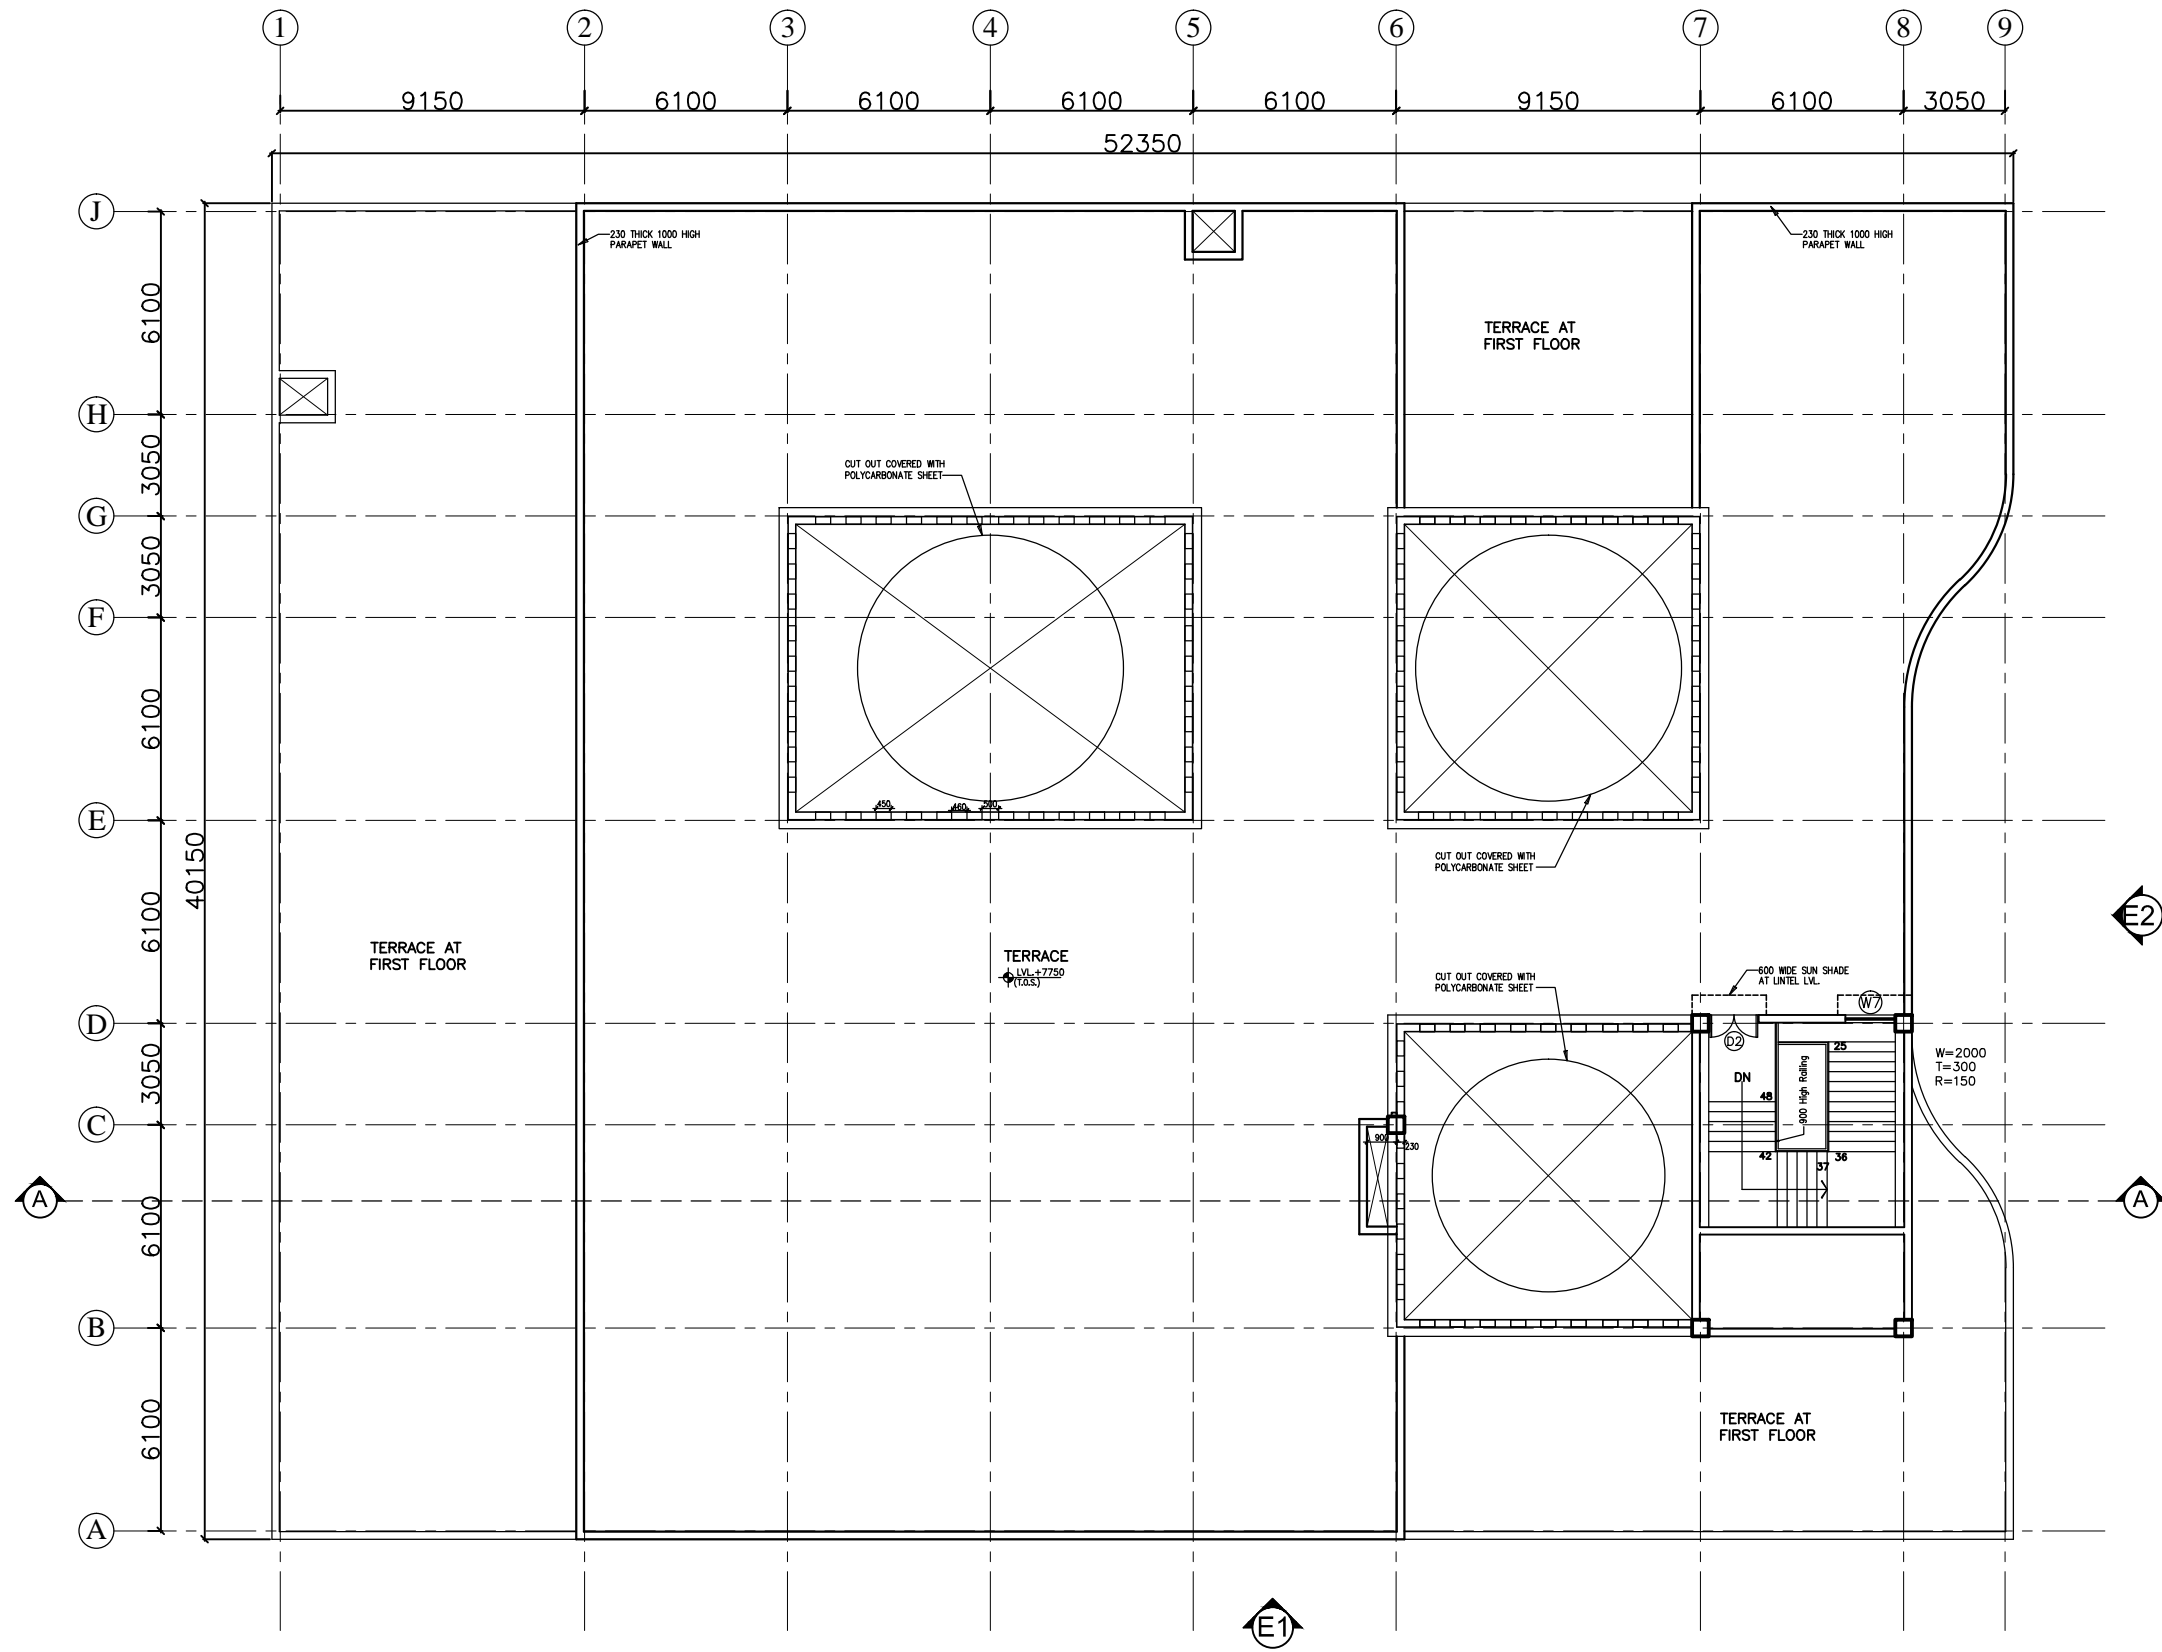 1 2 3 4 5 6 7 8 9
9150 6100 6100 6100 6100 9150 6100 3050
52350
J
230 THICK 1000 HIGH
PARAPET WALL
230 THICK 1000 HIGH
PARAPET WALL
6100
TERRACE AT
FIRST FLOOR
H
3050
CUT OUT COVERED WITH
POLYCARBONATE SHEET
G
3050
F
6100
450 460 500
E
40150
CUT OUT COVERED WITH
POLYCARBONATE SHEET
6100
E2
TERRACE AT
FIRST FLOOR
TERRACE
LVL.+7750
(T.O.S.)
CUT OUT COVERED WITH
POLYCARBONATE SHEET
600 WIDE SUN SHADE
AT LINTEL LVL.
W7
D
D2
25
W=2000
T=300
R=150
3050
DN
900 High Railing
48
C
900
230
42
37
36
A
A
6100
B
6100
TERRACE AT
FIRST FLOOR
A
E1